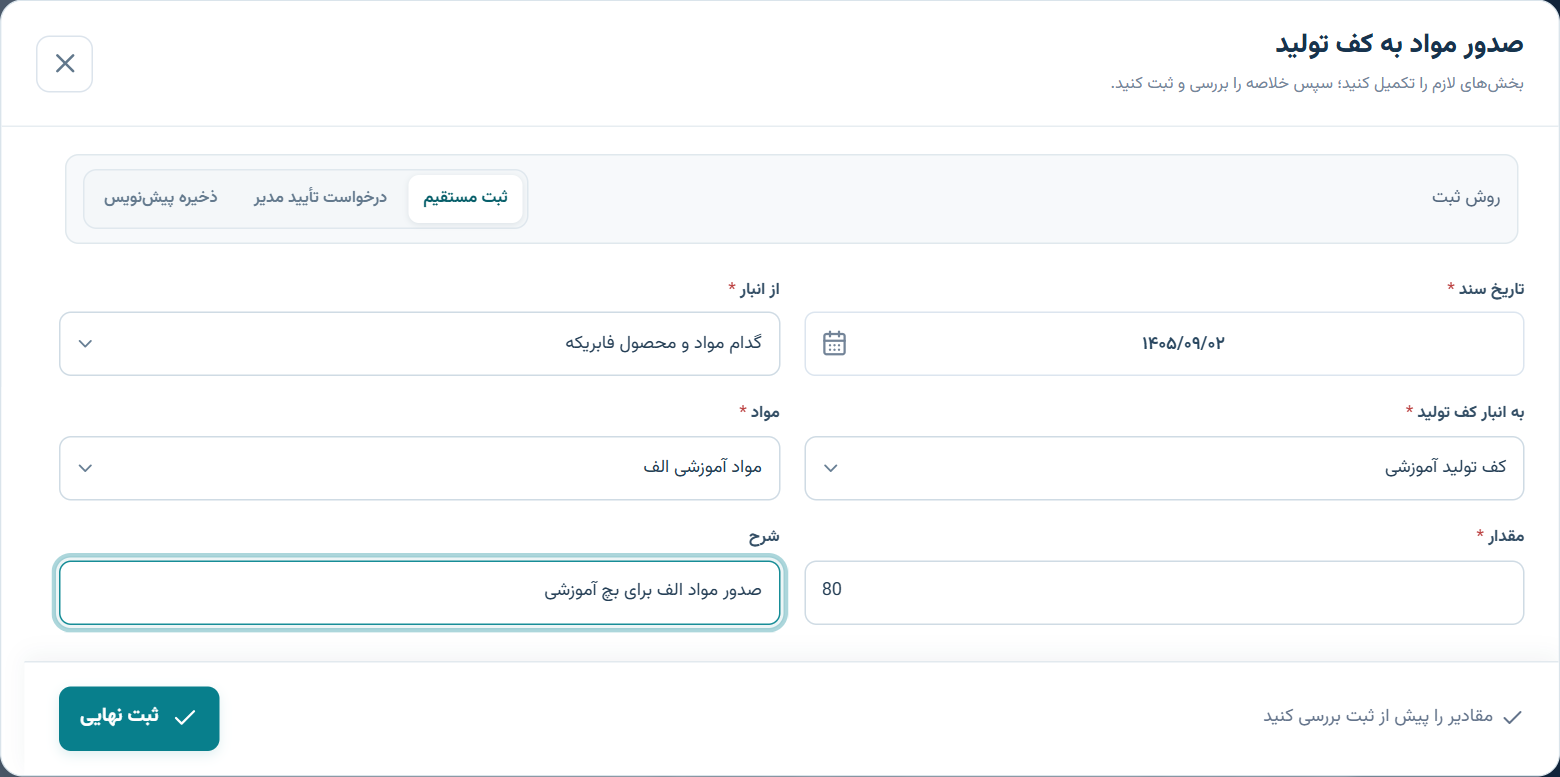 صدور مواد به کف تولید
بخش‌های لازم را تکمیل کنید؛ سپس خلاصه را بررسی و ثبت کنید.
روش ثبت
ثبت مستقیم
درخواست تأیید مدیر
ذخیره پیش‌نویس
تاریخ سند *
۱۴۰۵/۰۹/۰۲
از انبار *
گدام مواد و محصول فابریکه
به انبار کف تولید *
کف تولید آموزشی
مواد *
مواد آموزشی الف
مقدار *
80
شرح
صدور مواد الف برای بچ آموزشی
مقادیر را پیش از ثبت بررسی کنید
ثبت نهایی